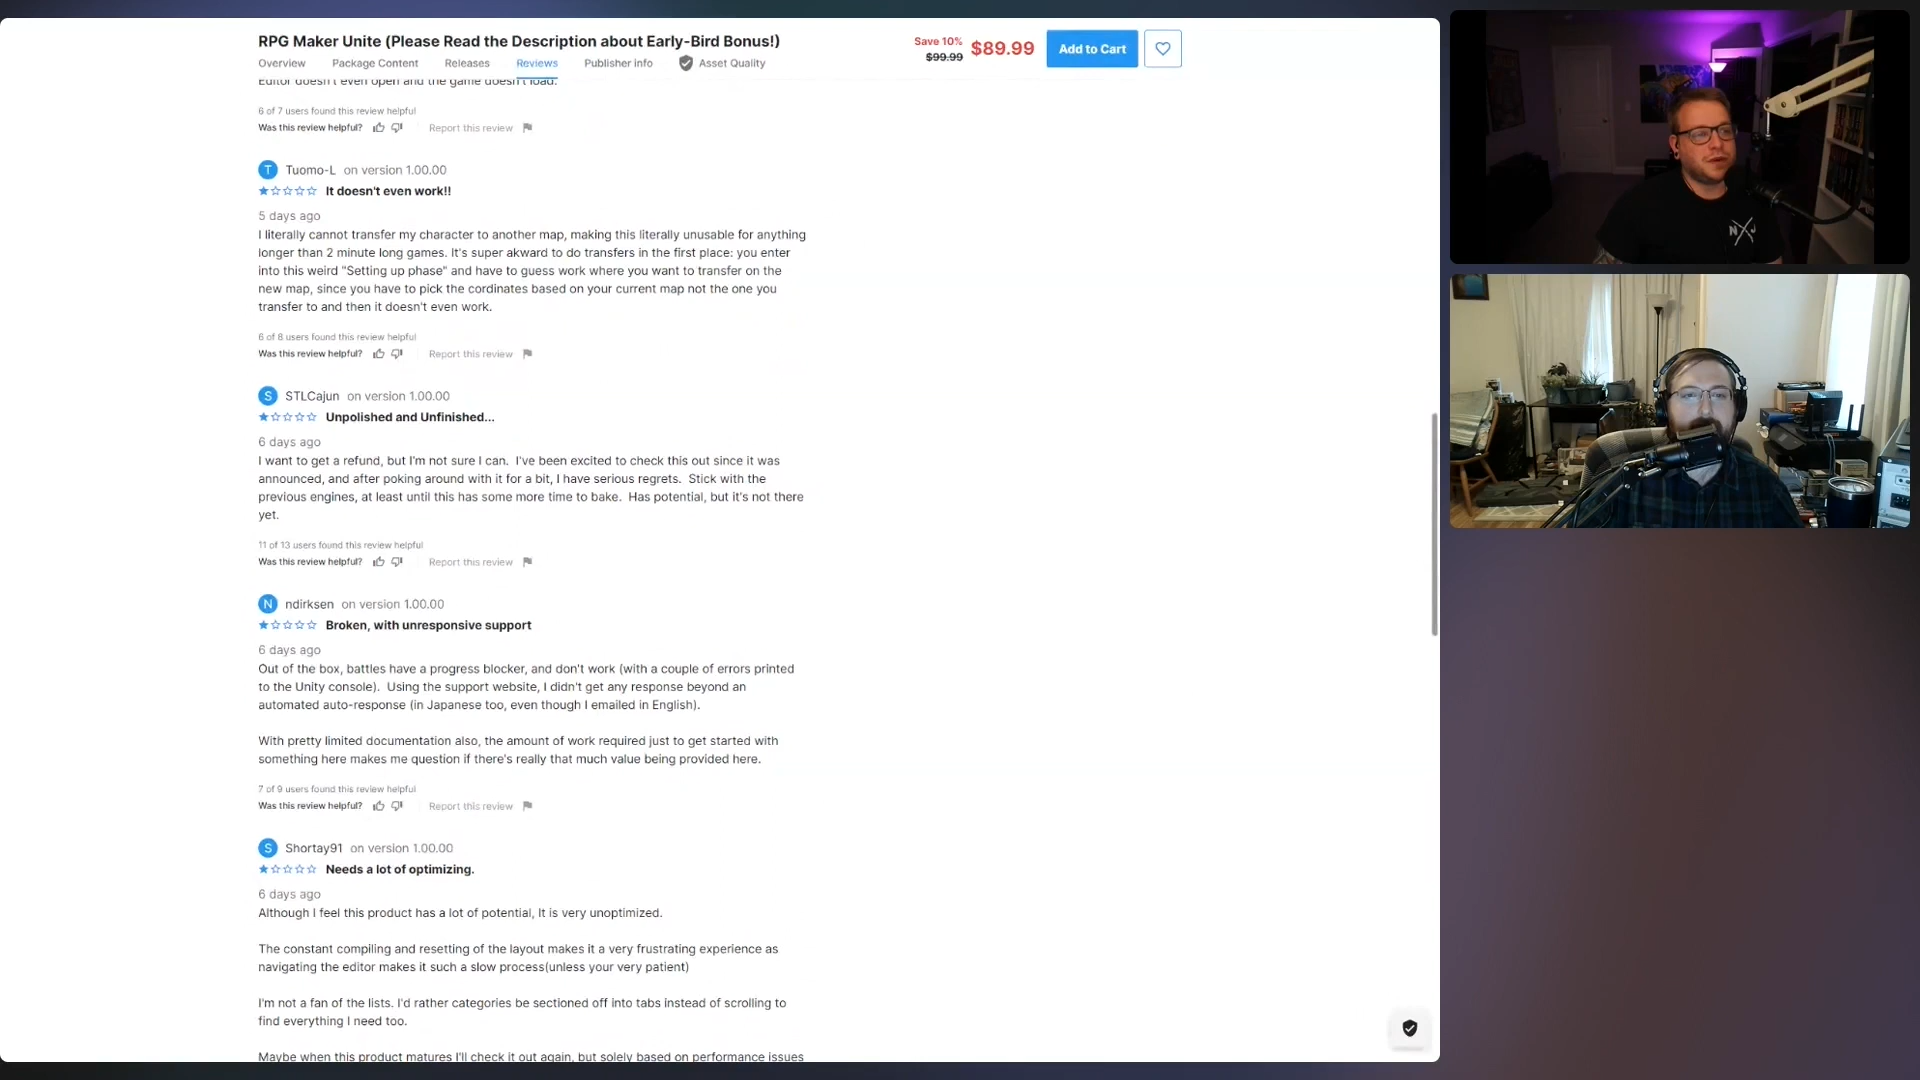 RPG Maker Unite (Please Read the Description about Early-Bird Bonus!)
Save 10%
$99.99
$89.99
Add to Cart
Overview
Package Content
Releases
Reviews
Publisher info
Asset Quality
Editor doesn't even open and the game doesn't load.
6 of 7 users found this review helpful
Was this review helpful?
Report this review
T
Tuomo-L on version 1.00.00
It doesn't even work!!
5 days ago
I literally cannot transfer my character to another map, making this literally unusable for anything
longer than 2 minute long games. It's super akward to do transfers in the first place: you enter
into this weird "Setting up phase" and have to guess work where you want to transfer on the
new map, since you have to pick the cordinates based on your current map not the one you
transfer to and then it doesn't even work.
6 of 8 users found this review helpful
Was this review helpful?
Report this review
S
STLCajun on version 1.00.00
Unpolished and Unfinished...
6 days ago
I want to get a refund, but I'm not sure I can. I've been excited to check this out since it was
announced, and after poking around with it for a bit, I have serious regrets. Stick with the
previous engines, at least until this has some more time to bake. Has potential, but it's not there
yet.
11 of 13 users found this review helpful
Was this review helpful?
Report this review
N
ndirksen on version 1.00.00
Broken, with unresponsive support
6 days ago
Out of the box, battles have a progress blocker, and don't work (with a couple of errors printed
to the Unity console). Using the support website, I didn't get any response beyond an
automated auto-response (in Japanese too, even though I emailed in English).
With pretty limited documentation also, the amount of work required just to get started with
something here makes me question if there's really that much value being provided here.
7 of 9 users found this review helpful
Was this review helpful?
Report this review
S
Shortay91 on version 1.00.00
Needs a lot of optimizing.
6 days ago
Although I feel this product has a lot of potential, It is very unoptimized.
The constant compiling and resetting of the layout makes it a very frustrating experience as
navigating the editor makes it such a slow process(unless your very patient)
I'm not a fan of the lists. I'd rather categories be sectioned off into tabs instead of scrolling to
find everything I need too.
Maybe when this product matures I'll check it out again, but solely based on performance issues
N J